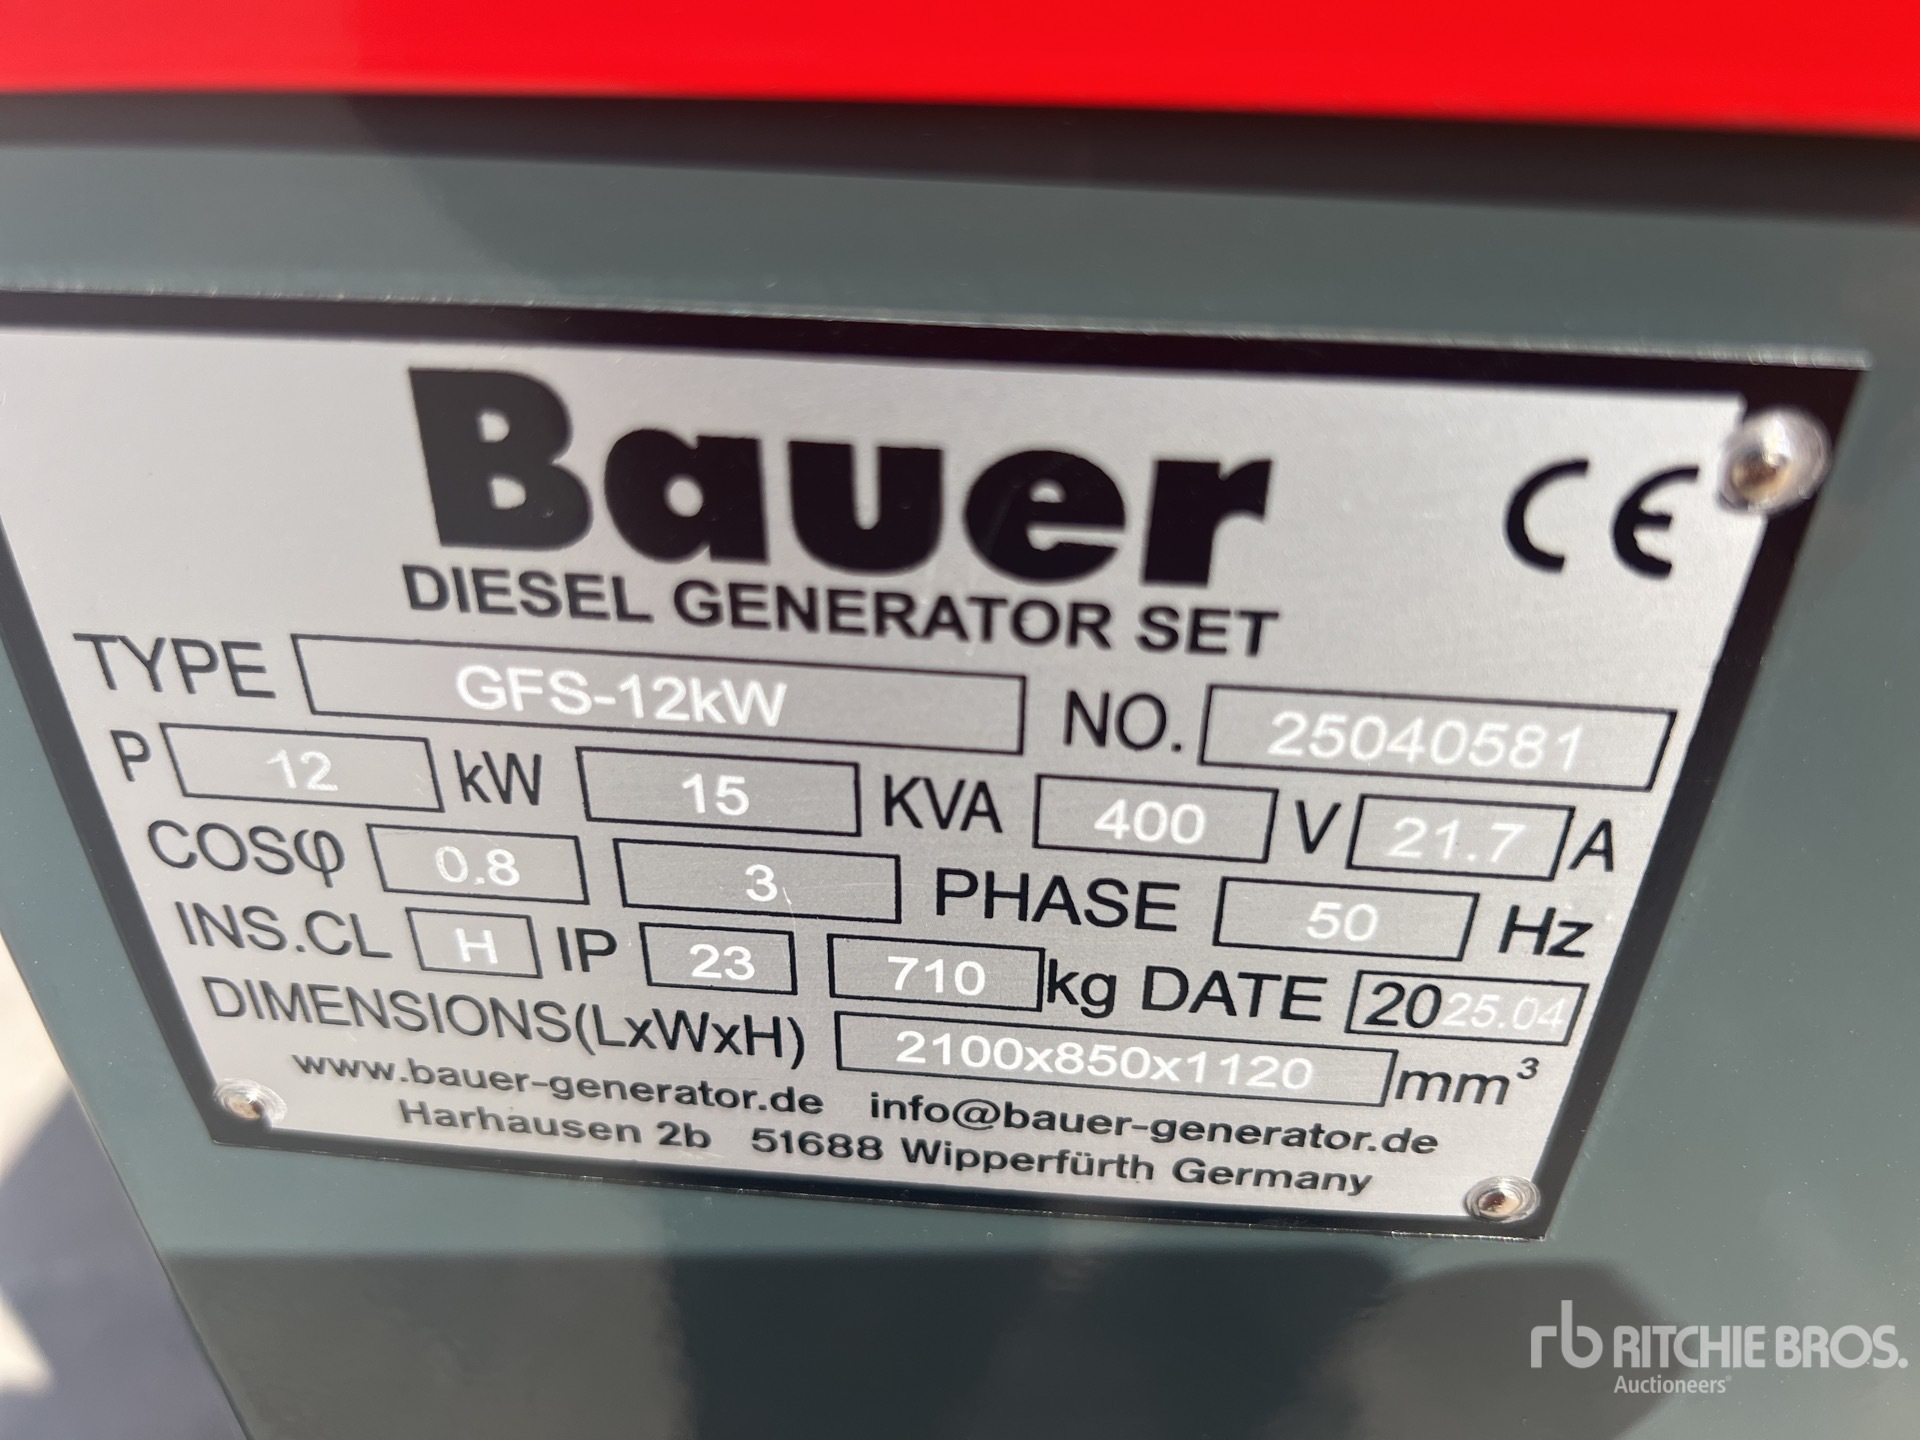 Bauer CE
DIESEL GENERATOR SET
TYPE GFS-12kW NO. 25040581
P 12 kW 15 KVA 400 V 21.7 A
COSφ 0.8 3 PHASE 50 Hz
INS.CL H IP 23 710 kg DATE 2025.04
DIMENSIONS(LxWxH) 2100x850x1120 mm³
www.bauer-generator.de info@bauer-generator.de
Harhausen 2b 51688 Wipperfürth Germany
rb RITCHIE BROS.
Auctioneers